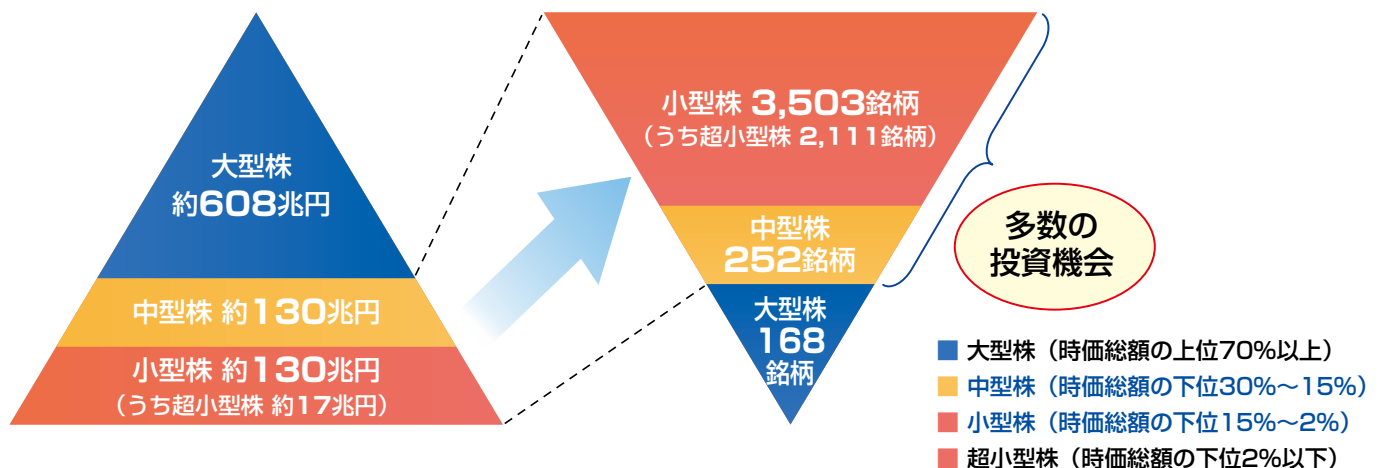 大型株
約608兆円
中型株 約130兆円
小型株 約130兆円
（うち超小型株 約17兆円）
小型株 3,503銘柄
（うち超小型株 2,111銘柄）
中型株
252銘柄
大型株
168
銘柄
多数の
投資機会
大型株（時価総額の上位70%以上）
中型株（時価総額の下位30%～15%）
小型株（時価総額の下位15%～2%）
超小型株（時価総額の下位2%以下）